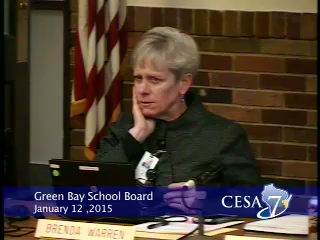 CESA 7
Green Bay School Board
January 12 ,2015
BRENDA WARREN